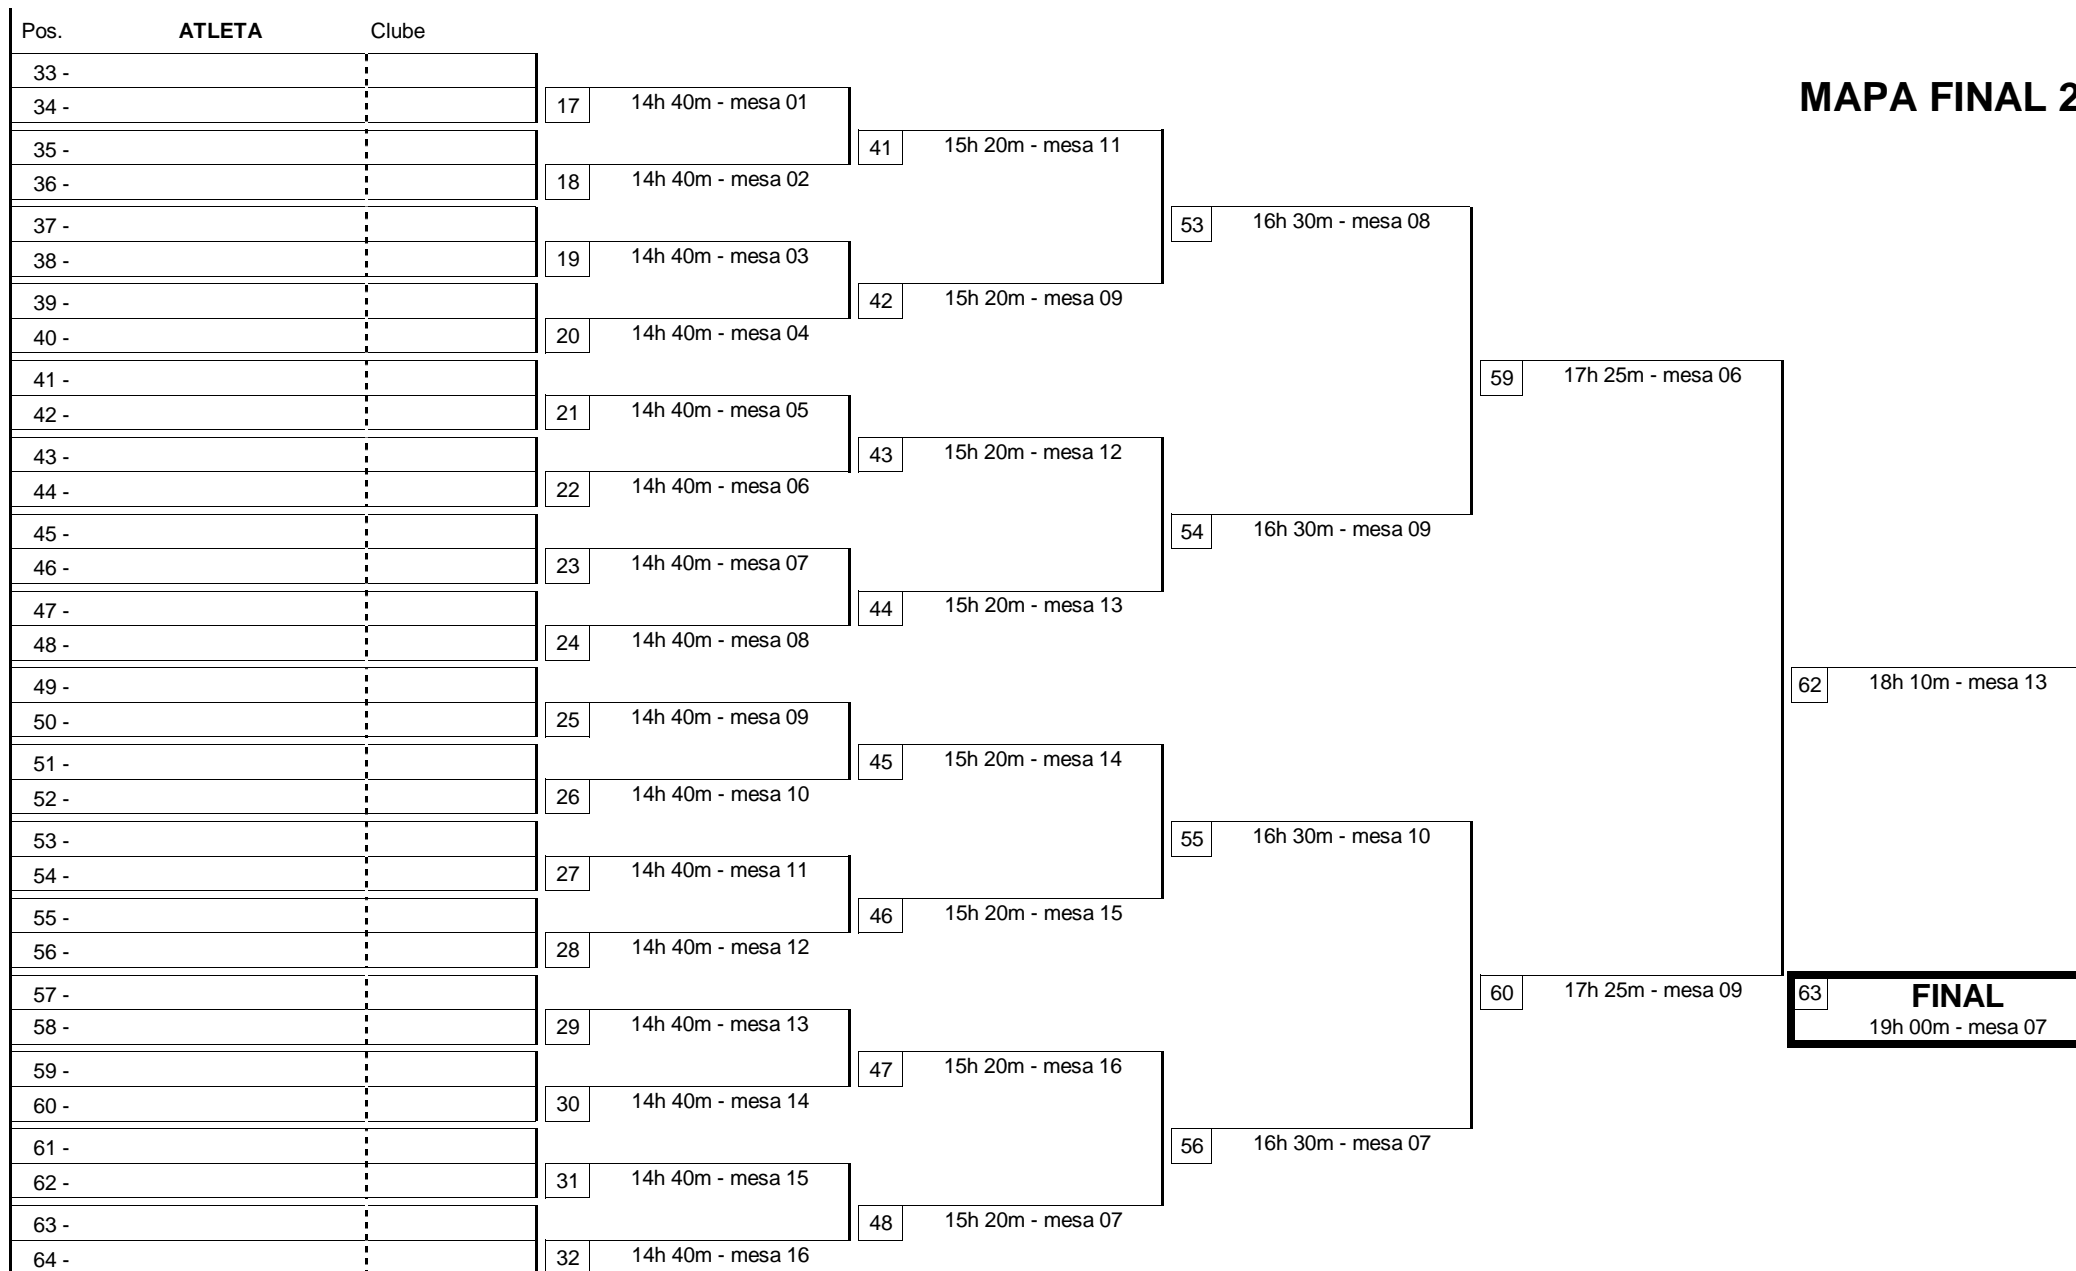 Pos. ATLETA Clube
33 -
MAPA FINAL 2
34 - 17 14h 40m - mesa 01
35 - 41 15h 20m - mesa 11
36 - 18 14h 40m - mesa 02
37 - 53 16h 30m - mesa 08
38 - 19 14h 40m - mesa 03
39 - 42 15h 20m - mesa 09
40 - 20 14h 40m - mesa 04
41 - 59 17h 25m - mesa 06
42 - 21 14h 40m - mesa 05
43 - 43 15h 20m - mesa 12
44 - 22 14h 40m - mesa 06
45 - 54 16h 30m - mesa 09
46 - 23 14h 40m - mesa 07
47 - 44 15h 20m - mesa 13
48 - 24 14h 40m - mesa 08
49 - 62 18h 10m - mesa 13
50 - 25 14h 40m - mesa 09
51 - 45 15h 20m - mesa 14
52 - 26 14h 40m - mesa 10
53 - 55 16h 30m - mesa 10
54 - 27 14h 40m - mesa 11
55 - 46 15h 20m - mesa 15
56 - 28 14h 40m - mesa 12
57 - 60 17h 25m - mesa 09 63 FINAL
58 - 29 14h 40m - mesa 13 19h 00m - mesa 07
59 - 47 15h 20m - mesa 16
60 - 30 14h 40m - mesa 14
61 - 56 16h 30m - mesa 07
62 - 31 14h 40m - mesa 15
63 - 48 15h 20m - mesa 07
64 - 32 14h 40m - mesa 16